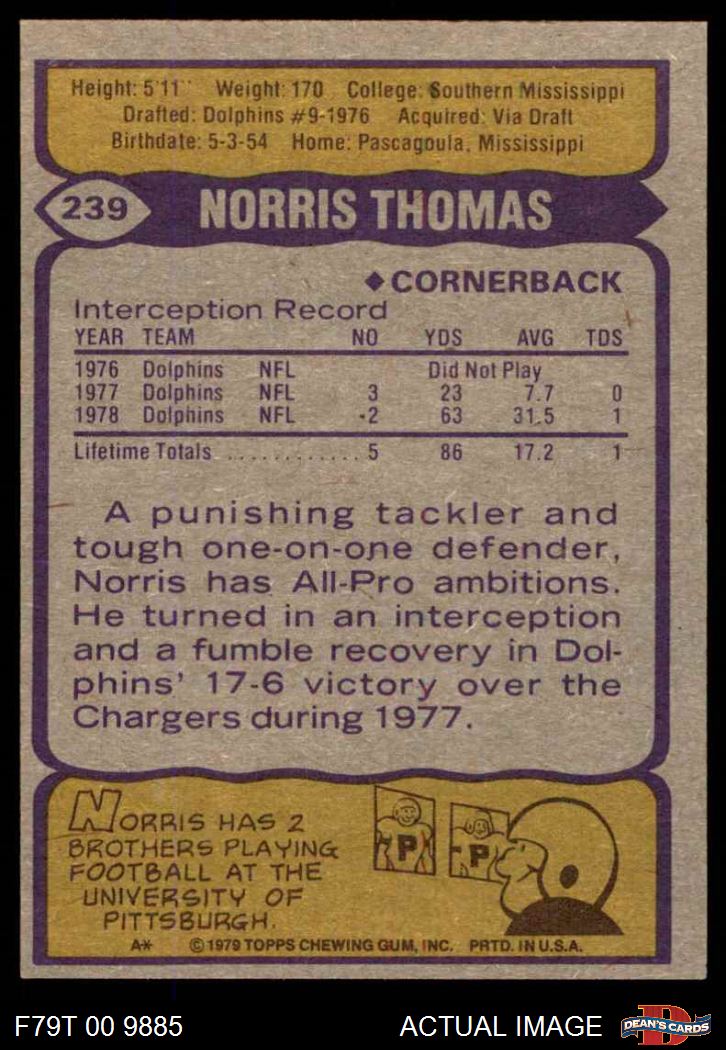 Height: 5'11" Weight: 170 College: Southern Mississippi
Drafted: Dolphins #9-1976 Acquired: Via Draft
Birthdate: 5-3-54 Home: Pascagoula, Mississippi
239 NORRIS THOMAS
◆CORNERBACK
Interception Record
YEAR TEAM NO YDS AVG TDS
1976 Dolphins NFL Did Not Play
1977 Dolphins NFL 3 23 7.7 0
1978 Dolphins NFL 2 63 31.5 1
Lifetime Totals ............ 5 86 17.2 1
A punishing tackler and
tough one-on-one defender,
Norris has All-Pro ambitions.
He turned in an interception
and a fumble recovery in Dol-
phins' 17-6 victory over the
Chargers during 1977.
NORRIS HAS 2
BROTHERS PLAYING
FOOTBALL AT THE
UNIVERSITY OF
PITTSBURGH.
P P
A* ©1979 TOPPS CHEWING GUM, INC. PRTD. IN U.S.A.
F79T 00 9885 ACTUAL IMAGE D DEAN'S CARDS